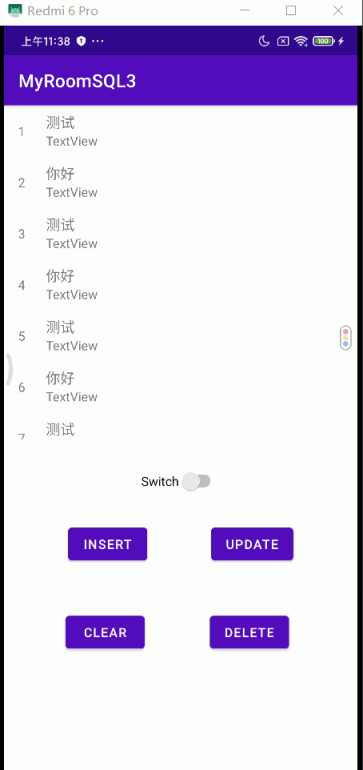 Redmi 6 Pro
上午11:38 ···
100
MyRoomSQL3
1
测试
TextView
2
你好
TextView
3
测试
TextView
4
你好
TextView
5
测试
TextView
6
你好
TextView
7
测试
Switch
INSERT UPDATE
CLEAR DELETE